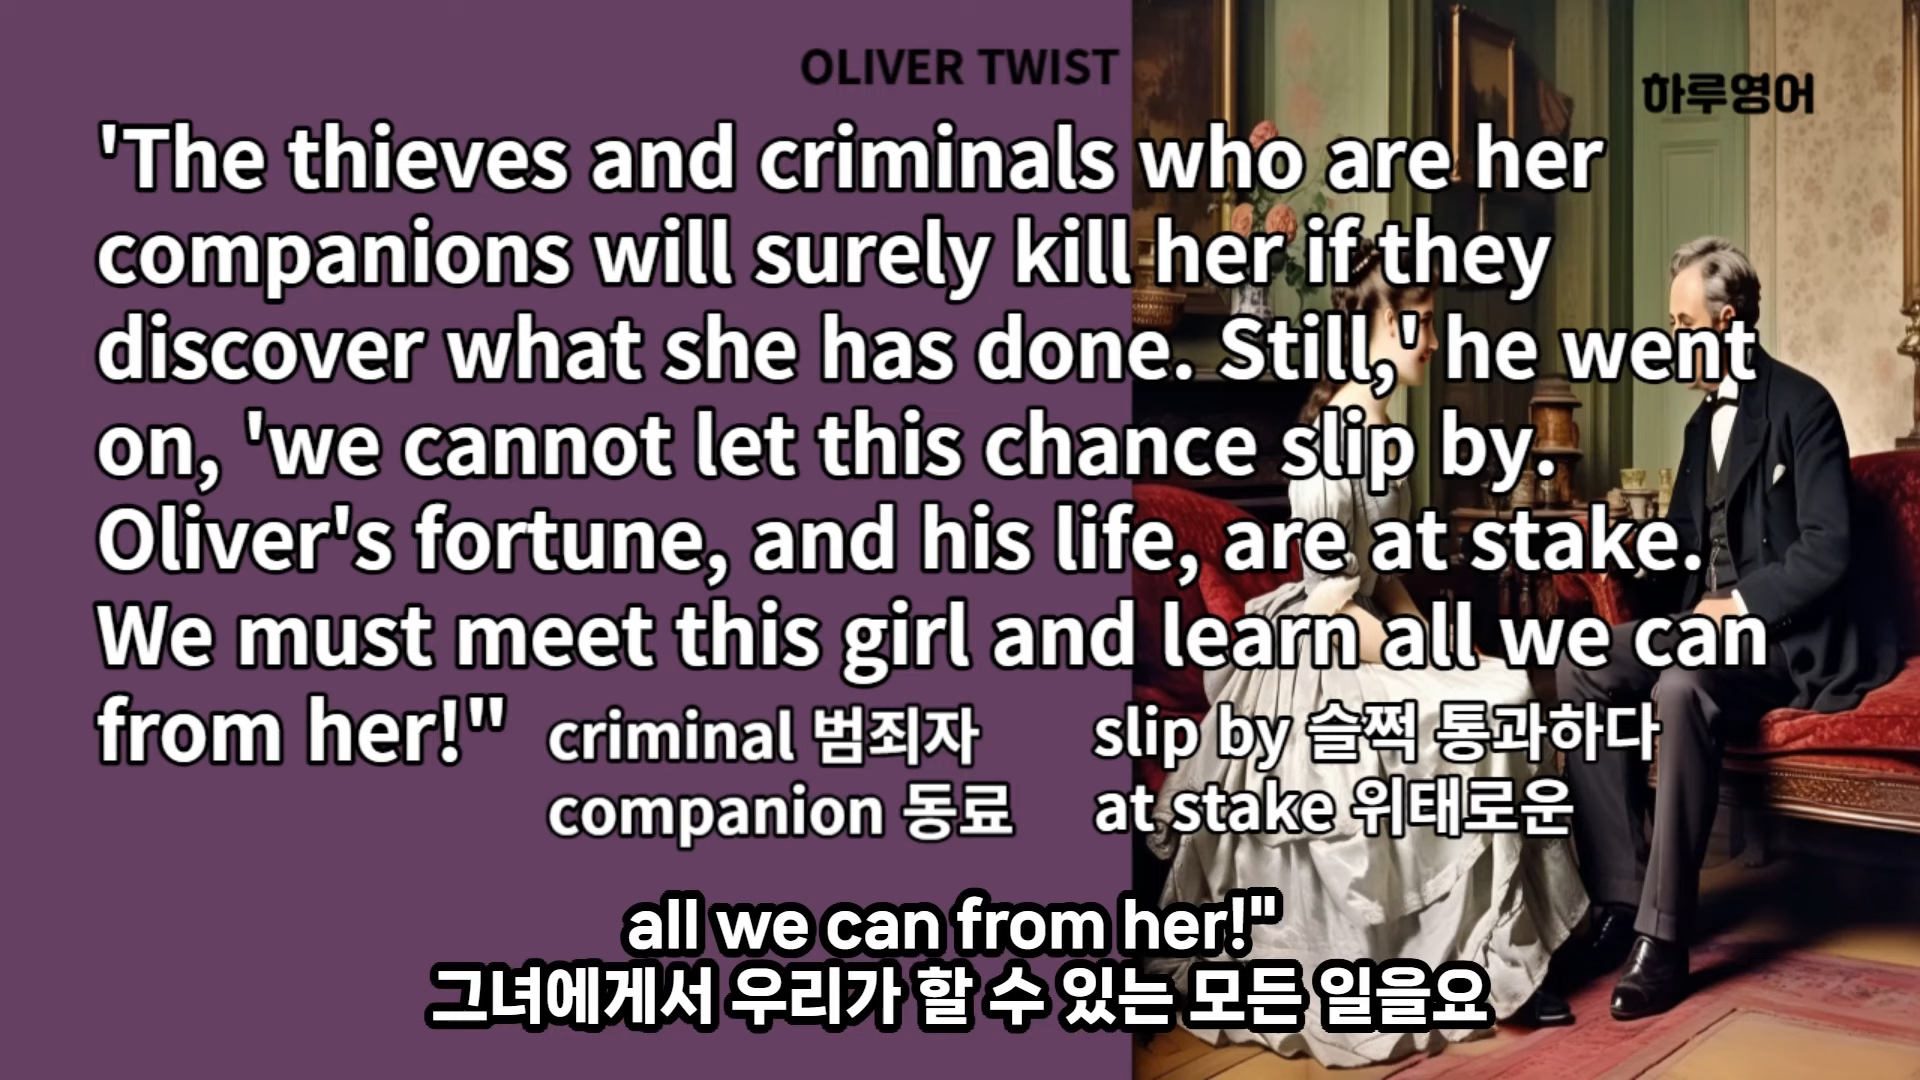 OLIVER TWIST
하루영어
'The thieves and criminals who are her
companions will surely kill her if they
discover what she has done. Still,' he went
on, 'we cannot let this chance slip by.
Oliver's fortune, and his life, are at stake.
We must meet this girl and learn all we can
from her!"
criminal 범죄자
companion 동료
slip by 슬쩍 통과하다
at stake 위태로운
all we can from her!"
그녀에게서 우리가 할 수 있는 모든 일을요